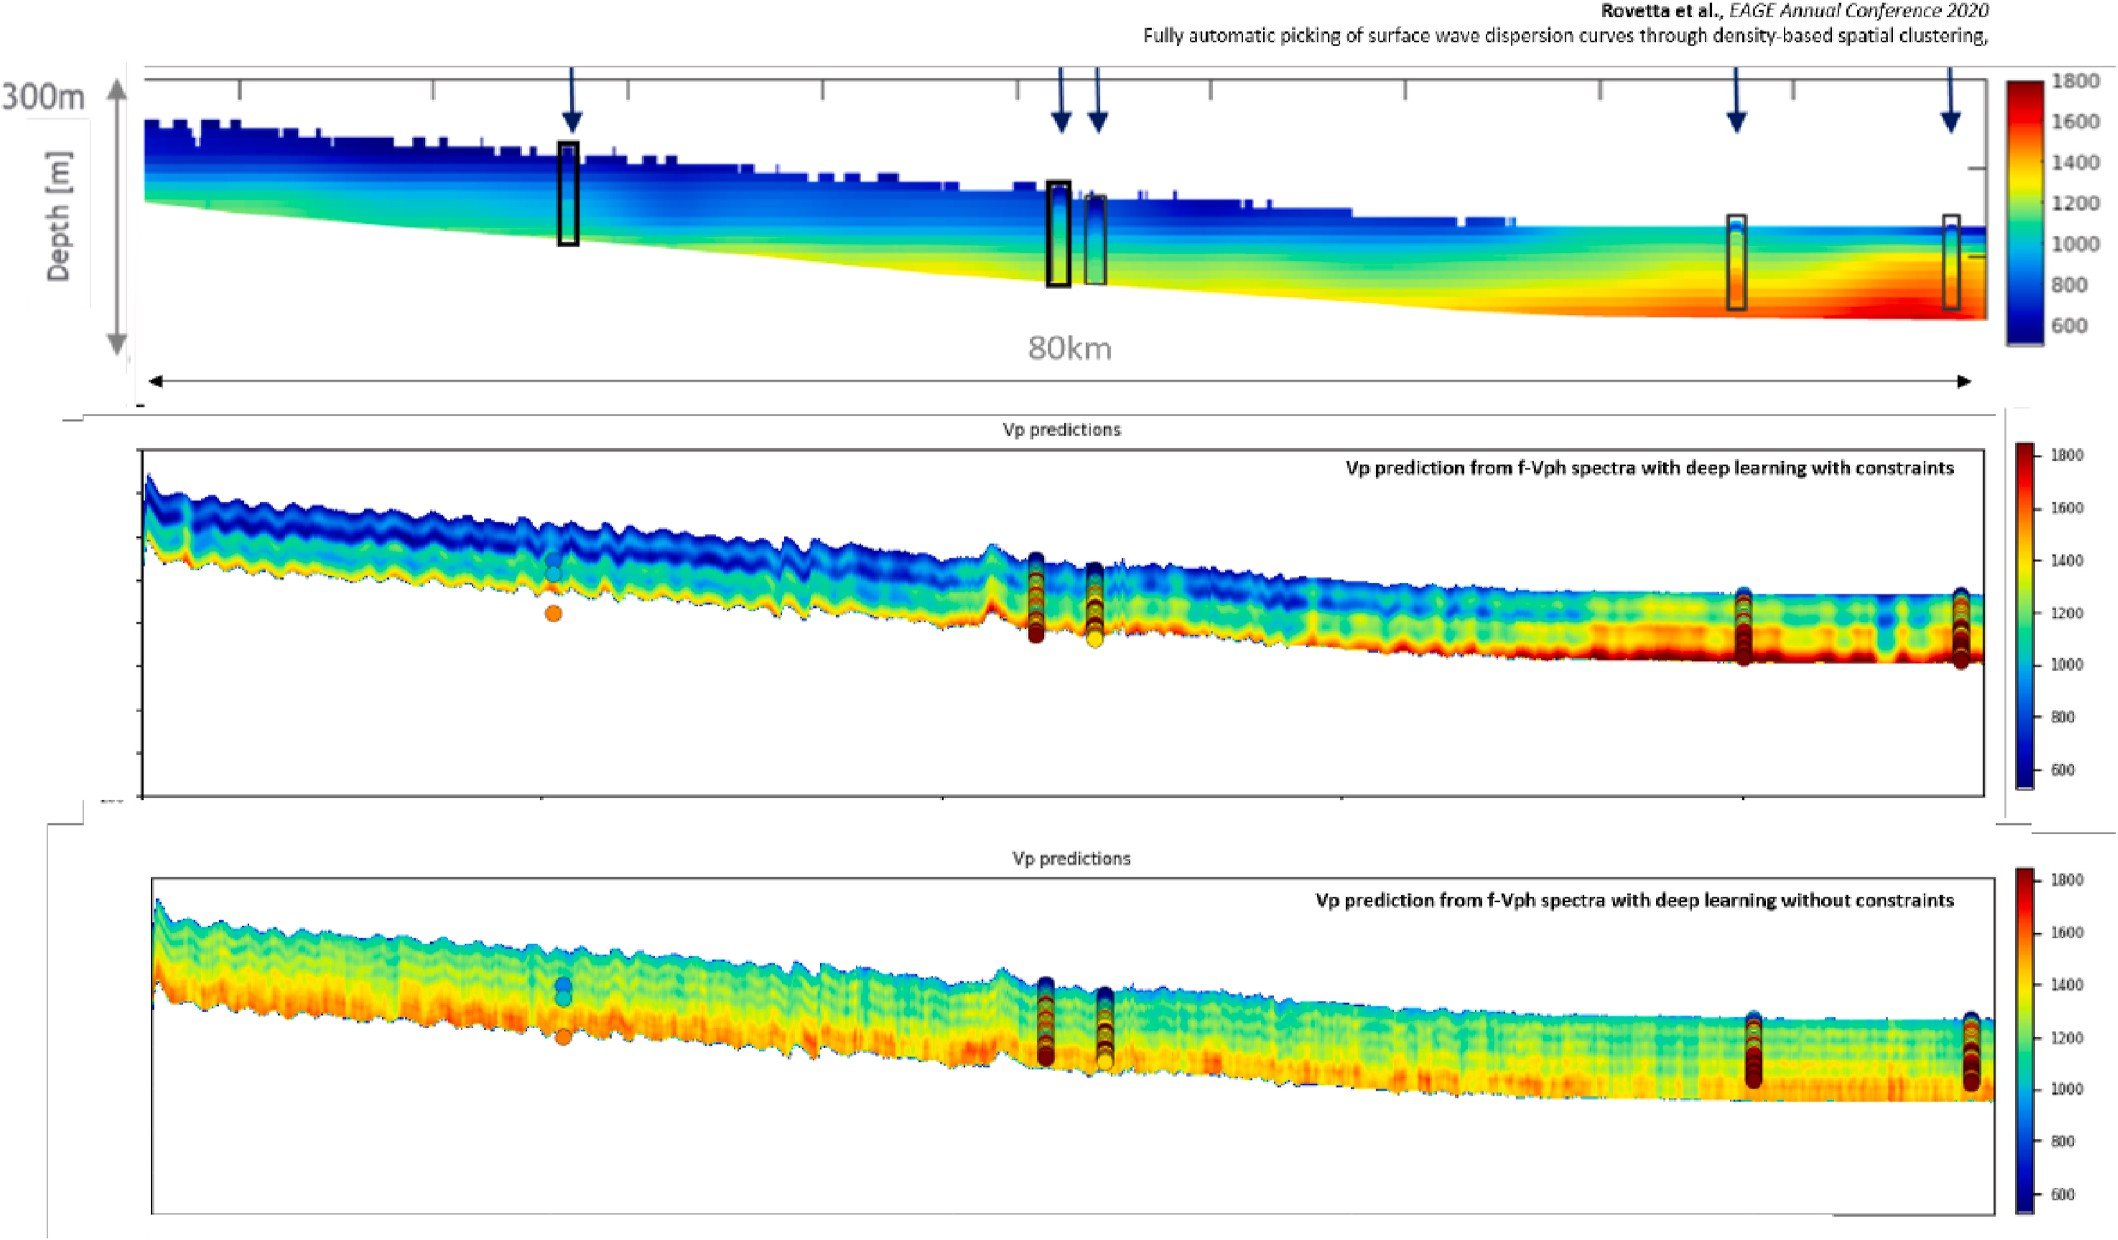 Rovetta et al., EAGE Annual Conference 2020
Fully automatic picking of surface wave dispersion curves through density-based spatial clustering,
300m
Depth [m]
80km
1800
1600
1400
1200
1000
800
600
Vp predictions
Vp prediction from f-Vph spectra with deep learning with constraints
1800
1600
1400
1200
1000
800
600
Vp predictions
Vp prediction from f-Vph spectra with deep learning without constraints
1800
1600
1400
1200
1000
800
600